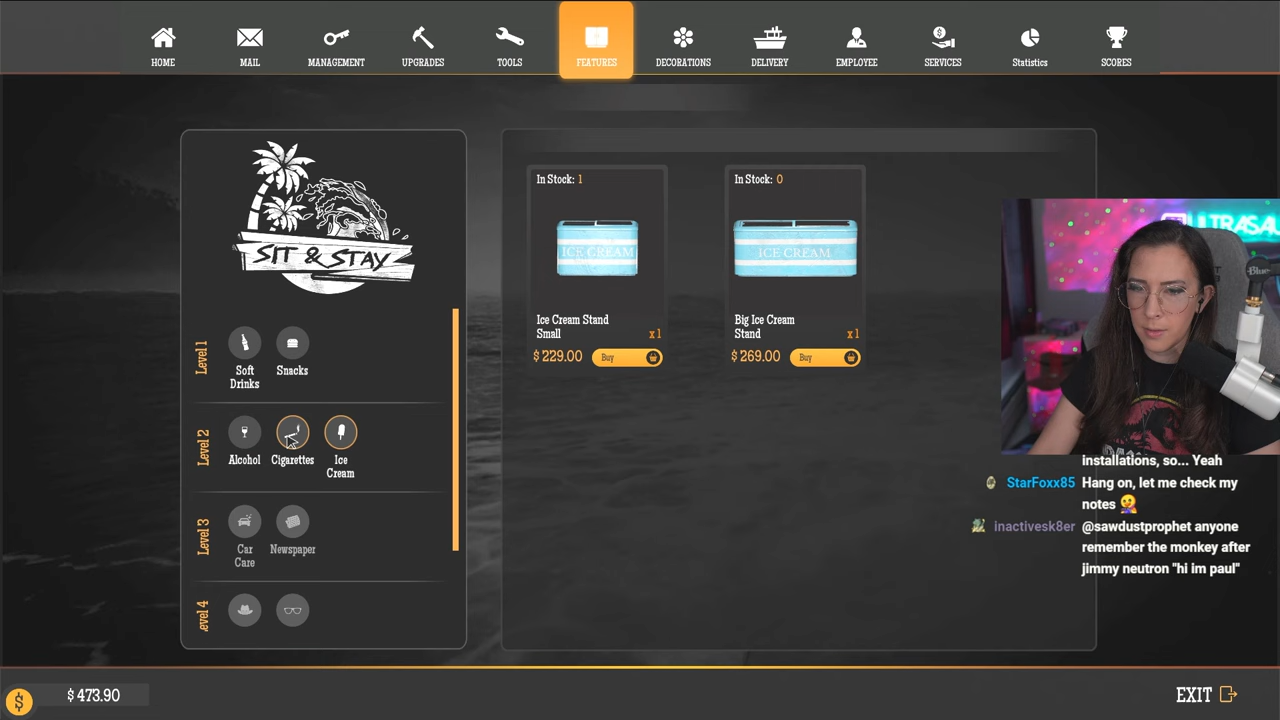 HOME
MAIL
MANAGEMENT
UPGRADES
TOOLS
FEATURES
DECORATIONS
DELIVERY
EMPLOYEE
SERVICES
Statistics
SCORES
SIT & STAY
Level 1
Soft
Drinks
Snacks
Level 2
Alcohol
Cigarettes
Ice
Cream
Level 3
Car
Care
Newspaper
evel 4
In Stock: 1
ICE CREAM
Ice Cream Stand
Small
x 1
$ 229.00
Buy
In Stock: 0
ICE CREAM
Big Ice Cream
Stand
x 1
$ 269.00
Buy
ULTRASA
Blue
installations, so... Yeah
StarFoxx85 Hang on, let me check my
notes
inactivesk8er @sawdustprophet anyone
remember the monkey after
jimmy neutron "hi im paul"
$ 473.90
EXIT